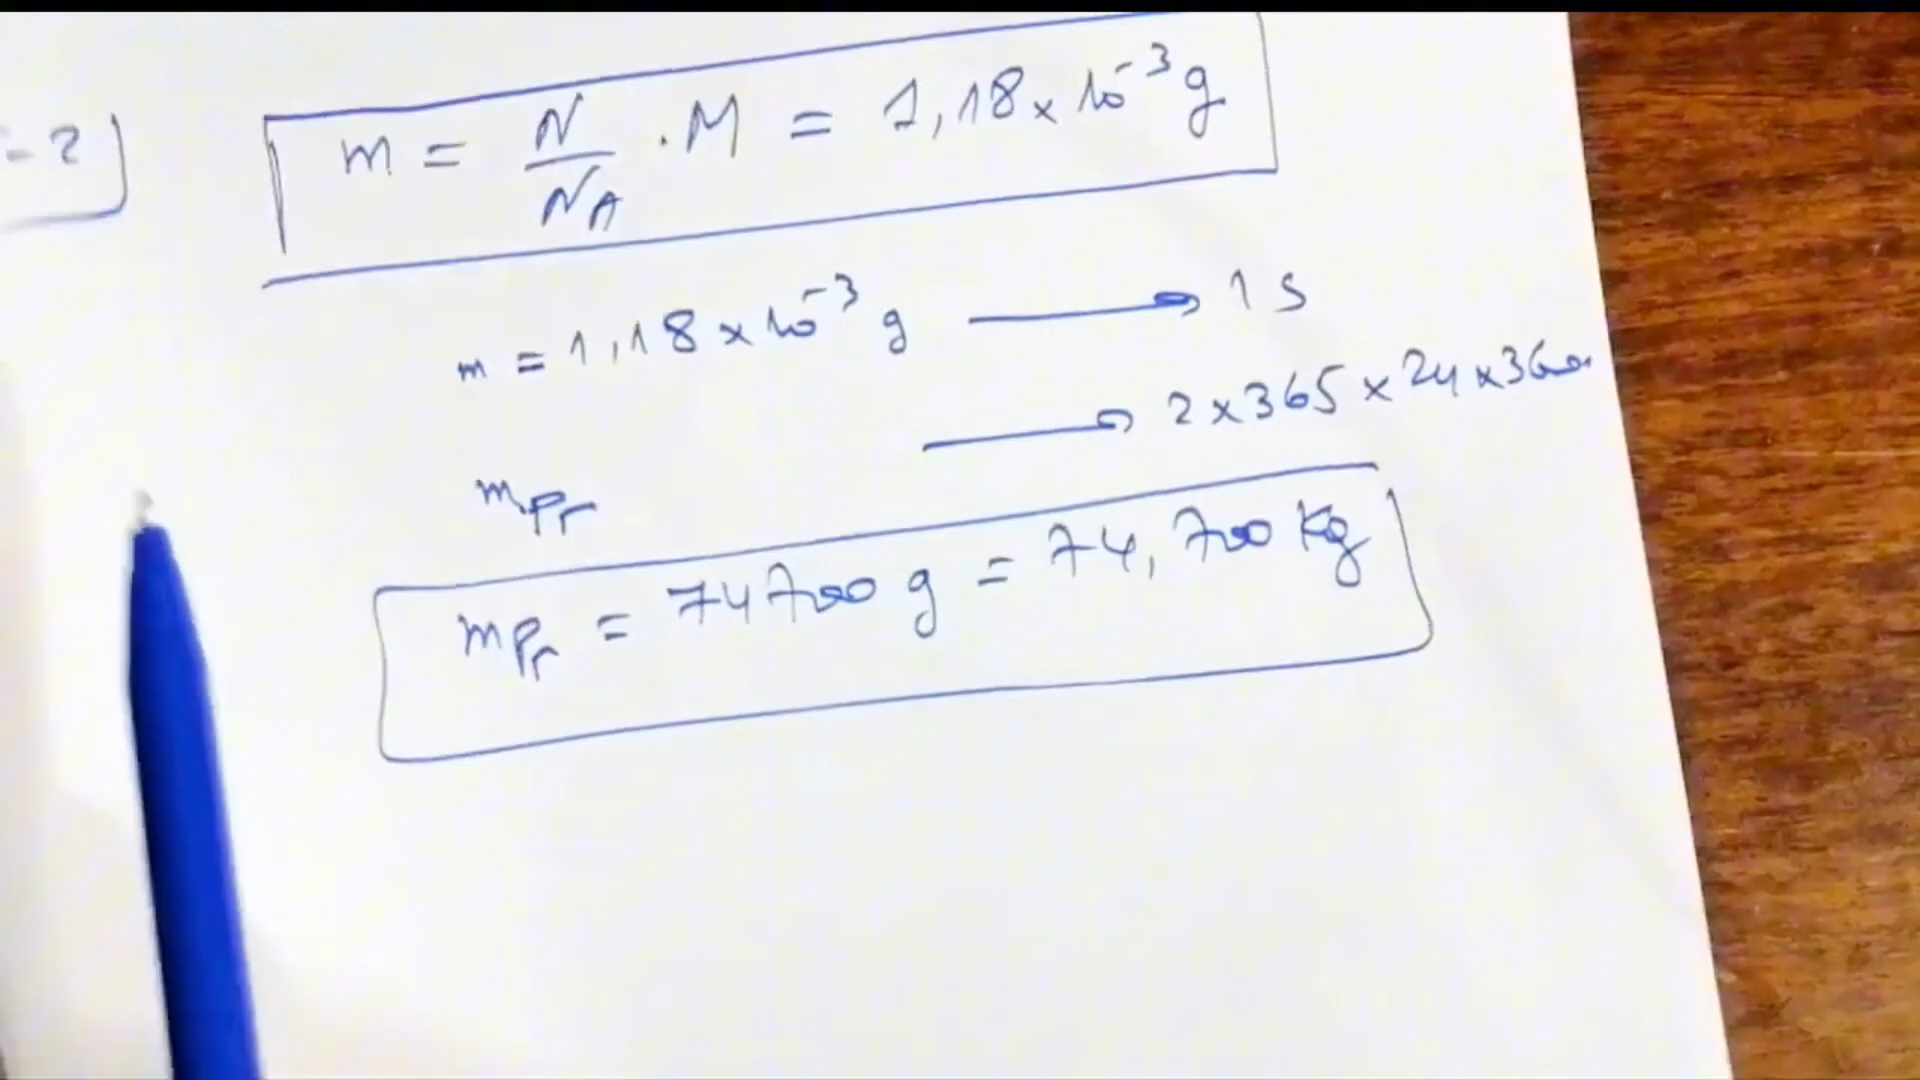 -2
m = N/N_A . M = 1,18 x 10^-3 g
m = 1,18 x 10^-3 g → 1 s
→ 2 x 365 x 24 x 3600
m_Pr
m_Pr = 74700 g = 74,700 Kg